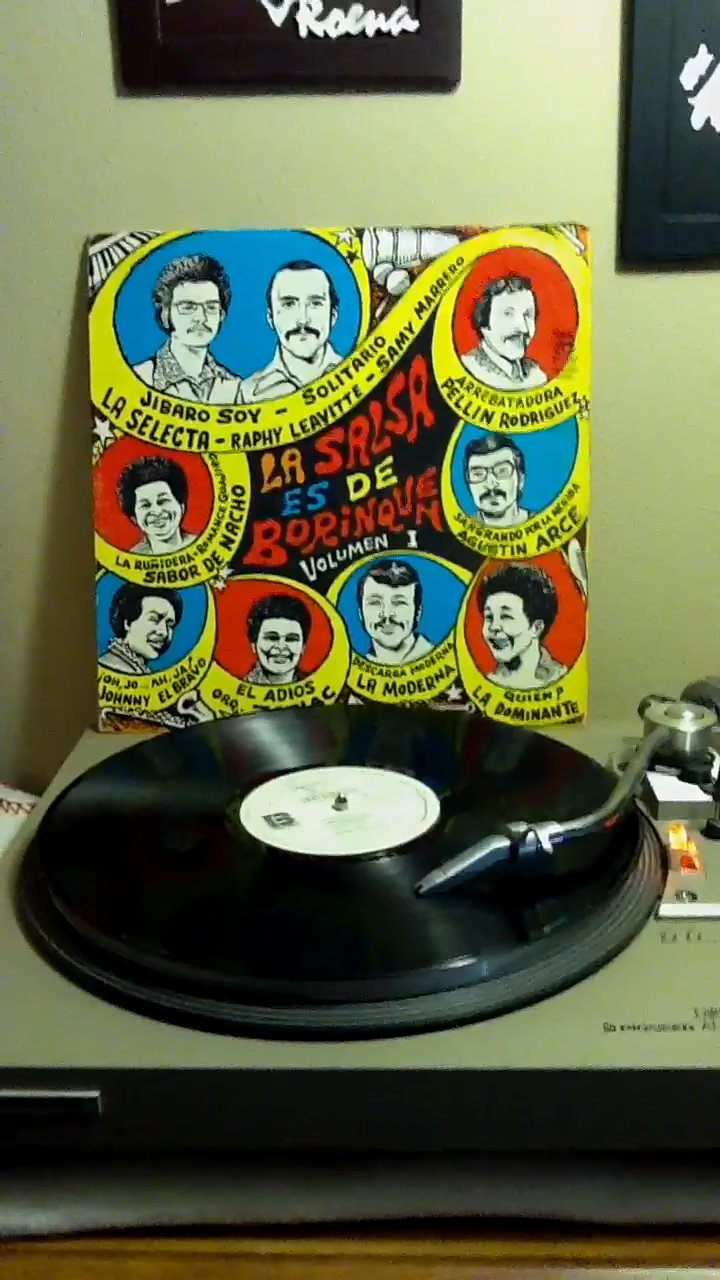 Roena
JIBARO SOY - SOLITARIO
LA SELECTA - RAPHY LEAVITTE - SAMY MARRERO
ARREBATADORA
PELLIN RODRIGUEZ
LA SALSA
ES DE
BORINQUEN
VOLUMEN I
LA RUÑIDERA - ROMANCE GUAJIRO
SABOR DE NACHO
SANGRANDO POR LA HERIDA
AGUSTIN ARCE
¡OH, JO... AH, JA!
JOHNNY EL BRAVO
EL ADIOS
ORQ.
DESCARGA MODERNA
LA MODERNA
QUIEN?
LA DOMINANTE